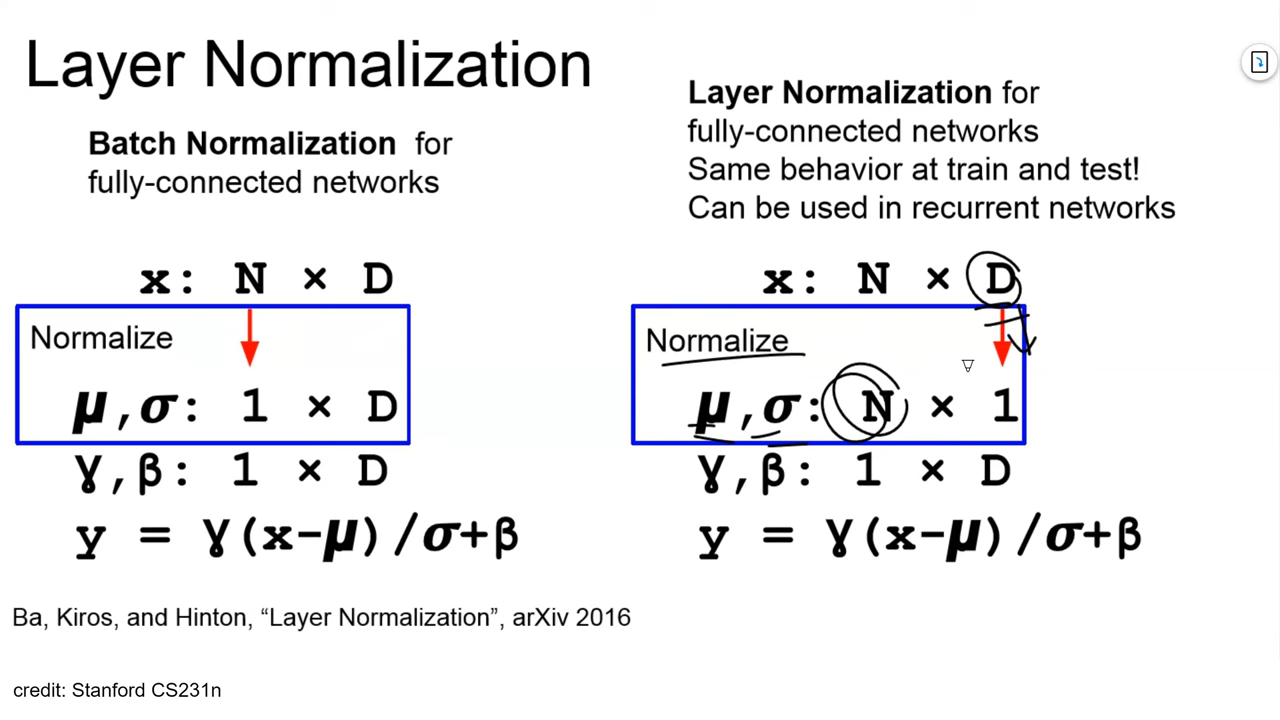 Layer Normalization
Batch Normalization for
fully-connected networks
x: N × D
Normalize
μ,σ: 1 × D
γ,β: 1 × D
y = γ(x-μ)/σ+β
Layer Normalization for
fully-connected networks
Same behavior at train and test!
Can be used in recurrent networks
x: N × D
Normalize
μ,σ: N × 1
γ,β: 1 × D
y = γ(x-μ)/σ+β
Ba, Kiros, and Hinton, “Layer Normalization”, arXiv 2016
credit: Stanford CS231n